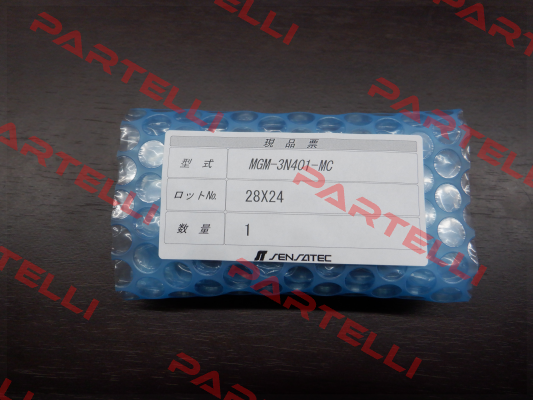 PARTELLI
現品票
型式 MGM-3N401-MC
ロットNo. 28X24
数量 1
SENSATEC
PARTELLI
PARTELLI
PARTELLI
PARTELLI
PARTELLI